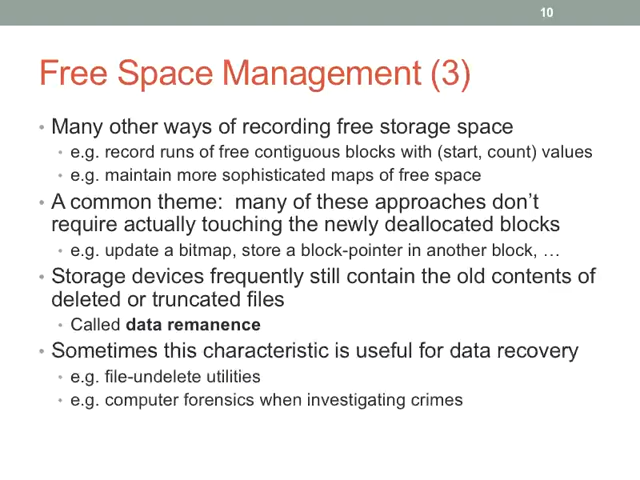 10
Free Space Management (3)
• Many other ways of recording free storage space
• e.g. record runs of free contiguous blocks with (start, count) values
• e.g. maintain more sophisticated maps of free space
• A common theme:  many of these approaches don't
require actually touching the newly deallocated blocks
• e.g. update a bitmap, store a block-pointer in another block, …
• Storage devices frequently still contain the old contents of
deleted or truncated files
• Called data remanence
• Sometimes this characteristic is useful for data recovery
• e.g. file-undelete utilities
• e.g. computer forensics when investigating crimes